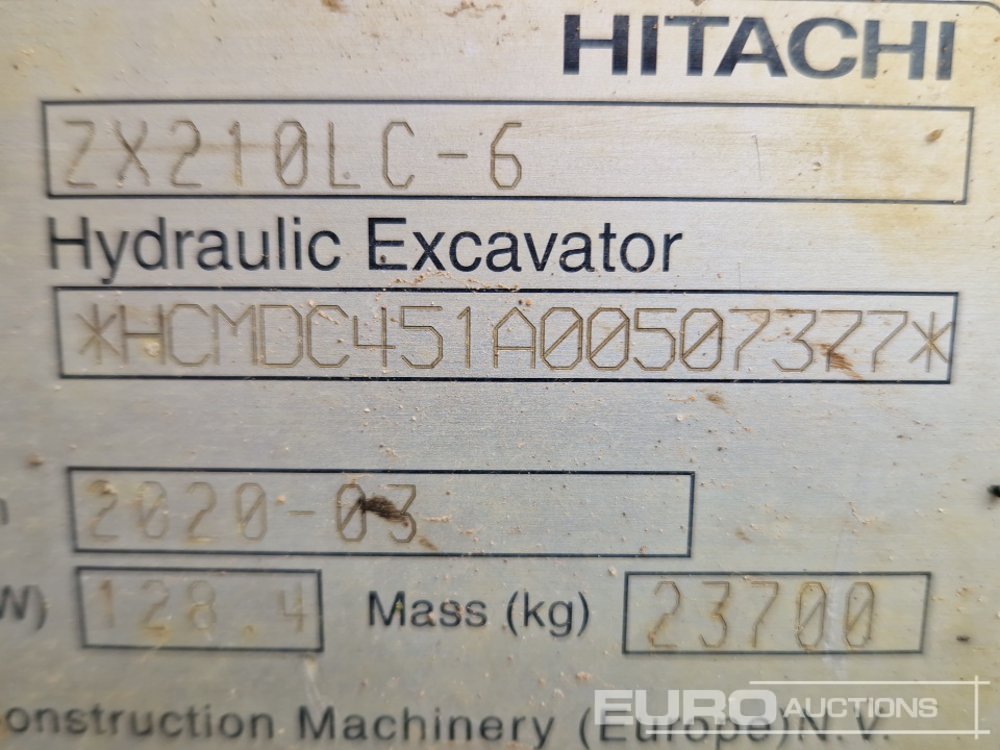 HITACHI
ZX210LC-6
Hydraulic Excavator
*HCMDC451A00507377*
2020-03
W) 128.4 Mass (kg) 23700
onstruction Machinery (Europe) N.V.
EURO AUCTIONS